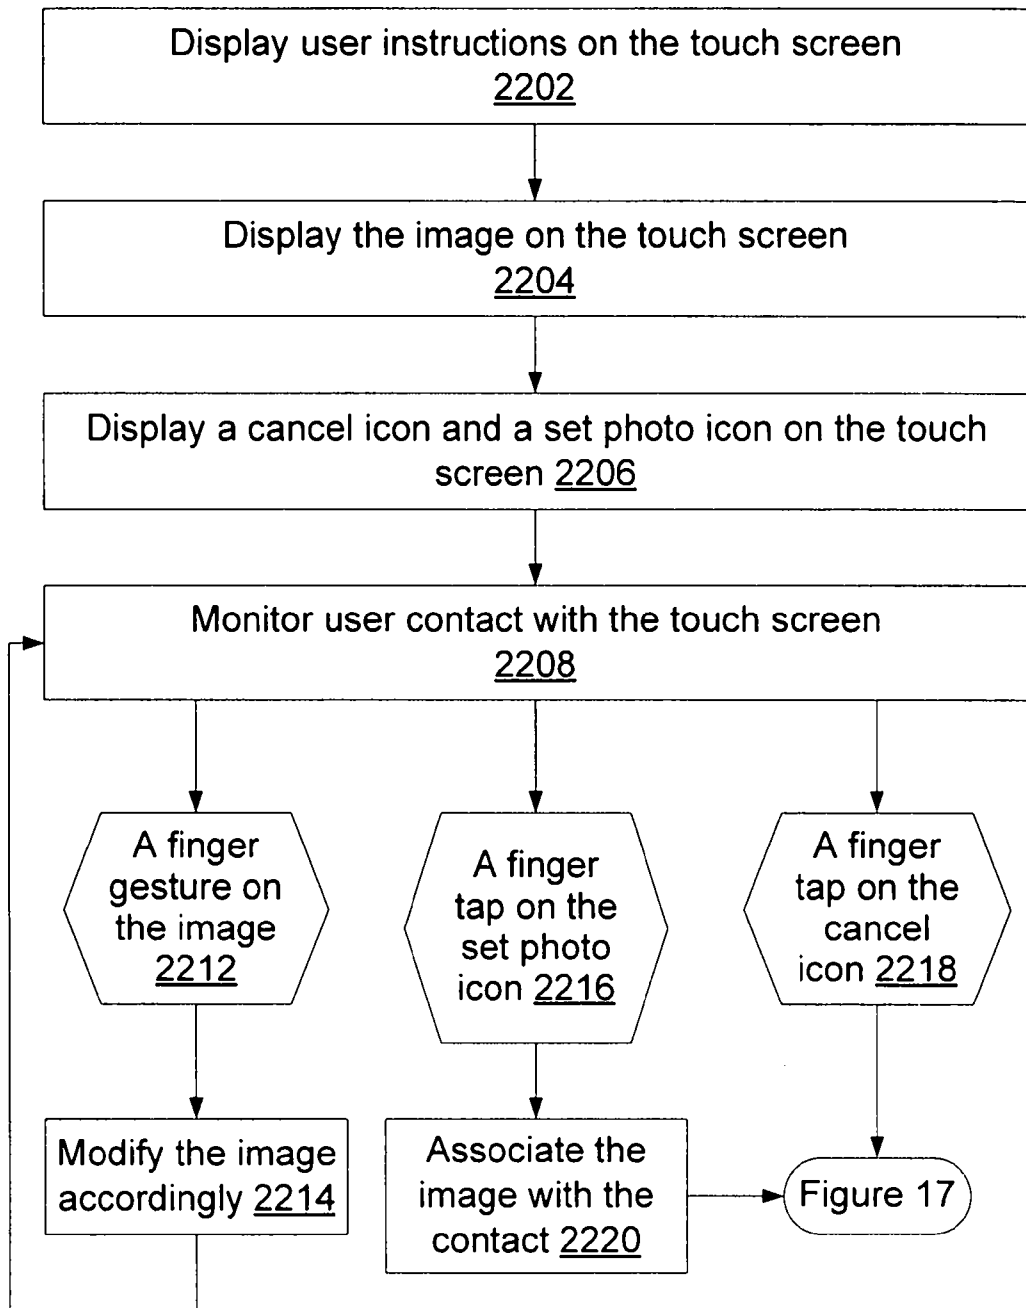 Display user instructions on the touch screen
2202
Display the image on the touch screen
2204
Display a cancel icon and a set photo icon on the touch
screen 2206
Monitor user contact with the touch screen
2208
A finger
gesture on
the image
2212
A finger
tap on the
set photo
icon 2216
A finger
tap on the
cancel
icon 2218
Modify the image
accordingly 2214
Associate the
image with the
contact 2220
Figure 17